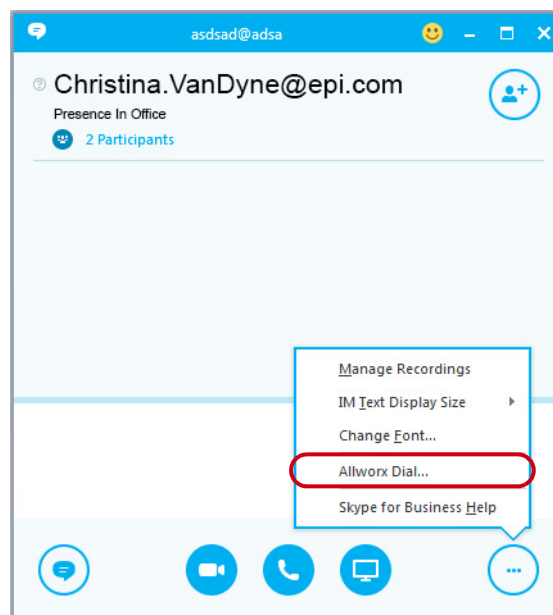 asdsad@adsa
Christina.VanDyne@epi.com
Presence In Office
2 Participants
Manage Recordings
IM Text Display Size
Change Font...
Allworx Dial...
Skype for Business Help